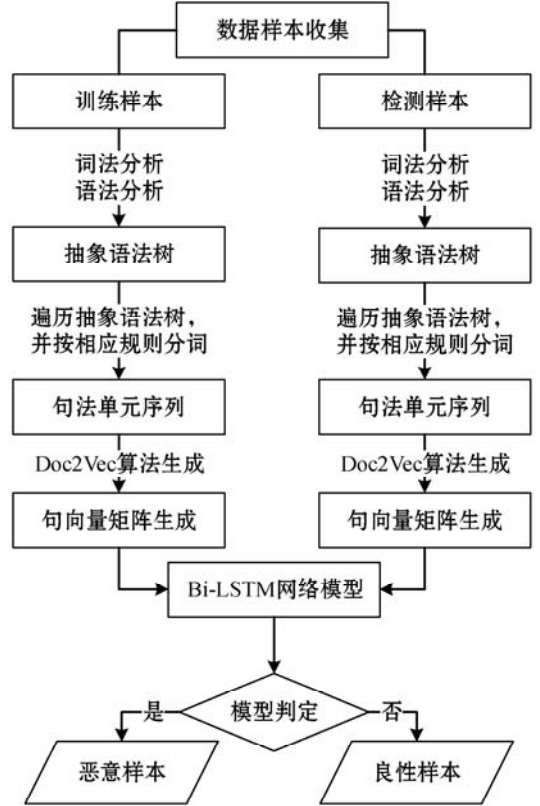 数据样本收集
训练样本
检测样本
词法分析
语法分析
词法分析
语法分析
抽象语法树
抽象语法树
遍历抽象语法树，
并按相应规则分词
遍历抽象语法树，
并按相应规则分词
句法单元序列
句法单元序列
Doc2Vec算法生成
Doc2Vec算法生成
句向量矩阵生成
句向量矩阵生成
Bi-LSTM网络模型
模型判定
是
否
恶意样本
良性样本